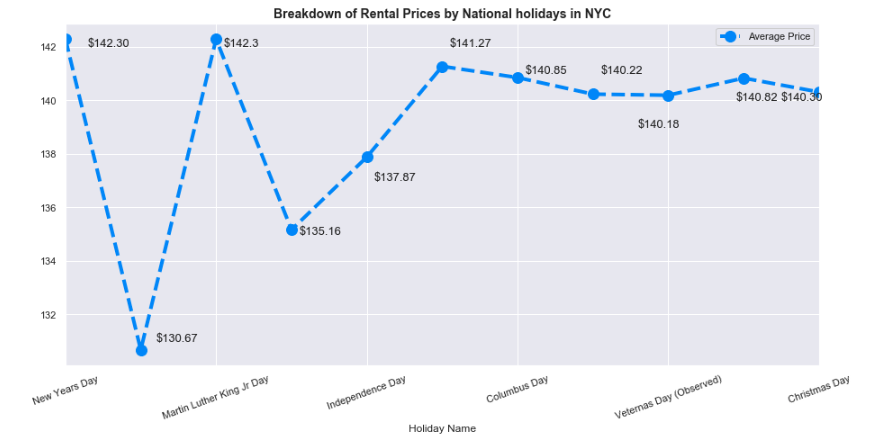 Breakdown of Rental Prices by National holidays in NYC
Average Price
142
140
138
136
134
132
$142.30
$130.67
$142.3
$135.16
$137.87
$141.27
$140.85
$140.22
$140.18
$140.82
$140.30
New Years Day
Martin Luther King Jr Day
Independence Day
Columbus Day
Veternas Day (Observed)
Christmas Day
Holiday Name